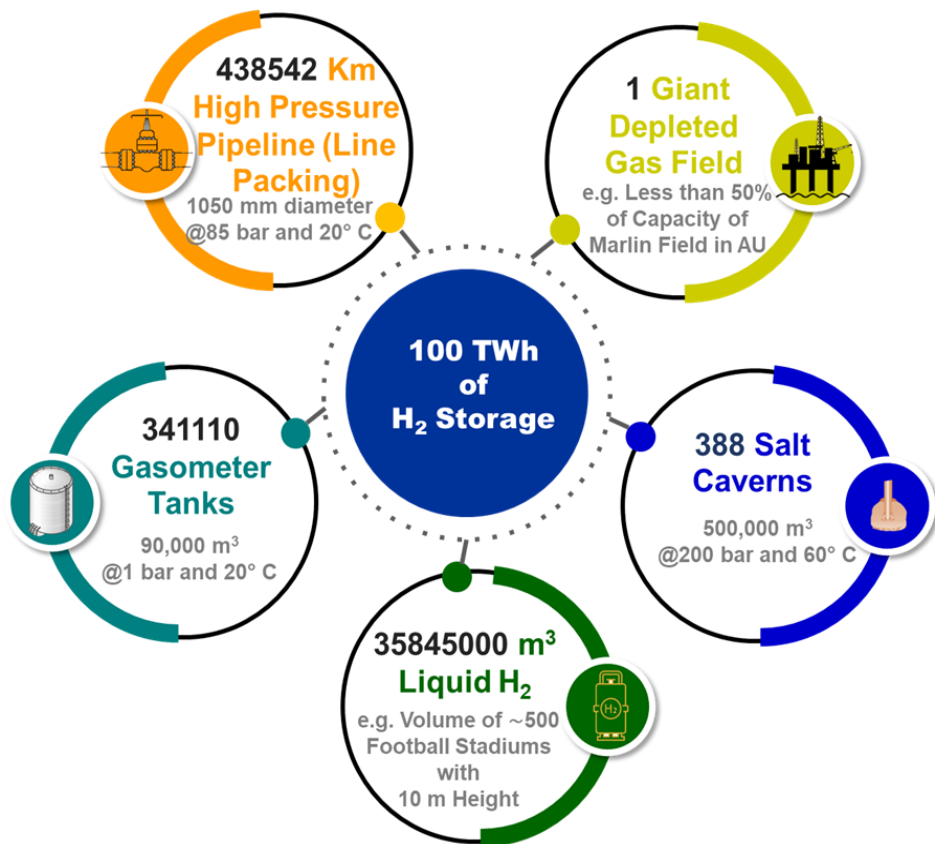 438542 Km
High Pressure
Pipeline (Line
Packing)
1050 mm diameter
@85 bar and 20° C
1 Giant
Depleted
Gas Field
e.g. Less than 50%
of Capacity of
Marlin Field in AU
100 TWh
of
H₂ Storage
341110
Gasometer
Tanks
90,000 m³
@1 bar and 20° C
388 Salt
Caverns
500,000 m³
@200 bar and 60° C
35845000 m³
Liquid H₂
e.g. Volume of ~500
Football Stadiums
with
10 m Height
H₂